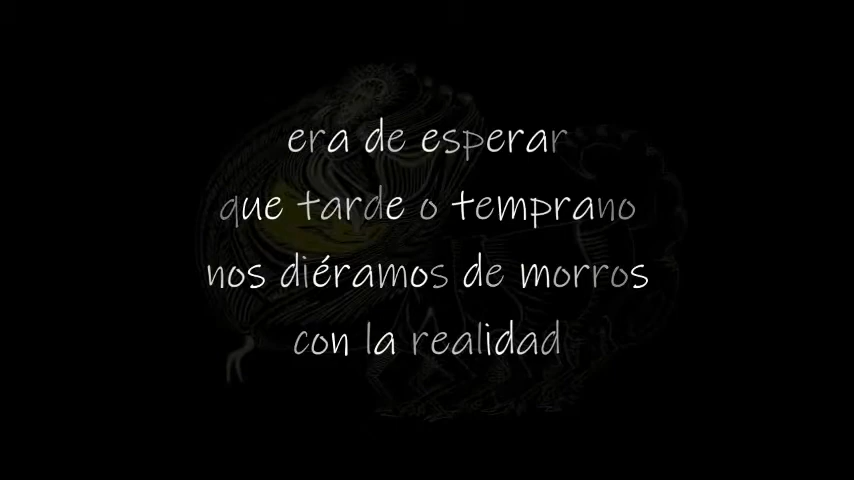 era de esperar
que tarde o temprano
nos diéramos de morros
con la realidad